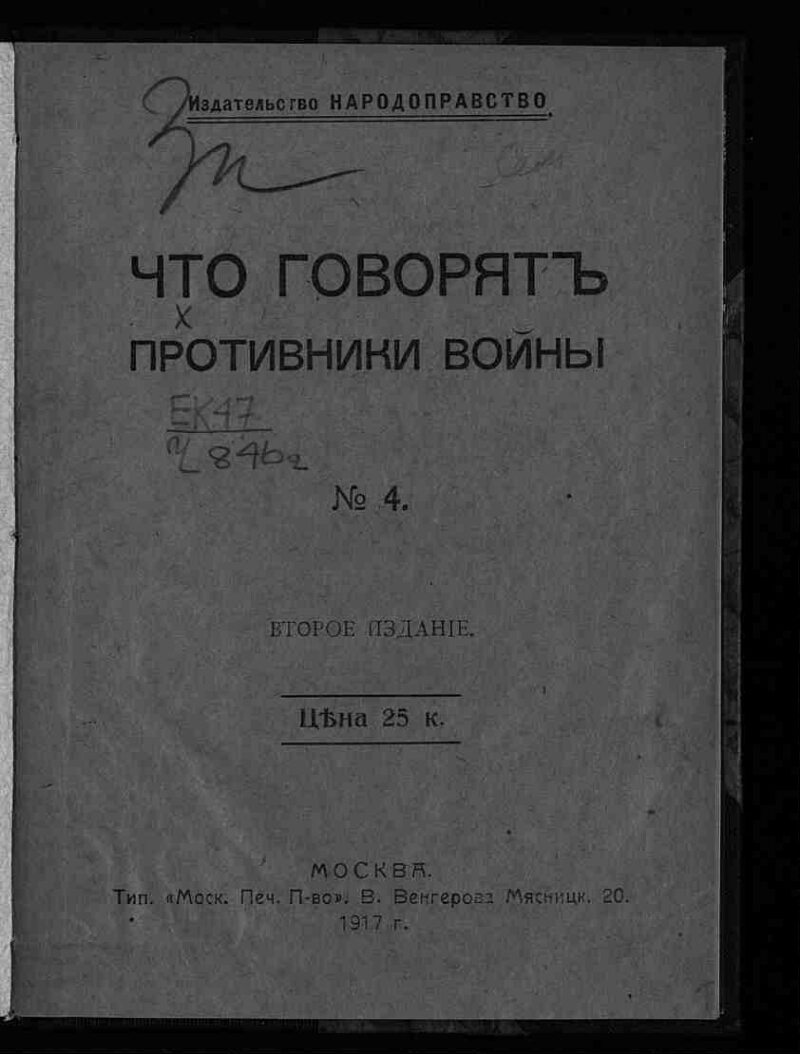 Издательство НАРОДОПРАВСТВО
ЧТО ГОВОРЯТЪ
Х
ПРОТИВНИКИ ВОЙНЫ
ЕК17
№ 4.
ВТОРОЕ ИЗДАНІЕ.
Цѣна 25 к.
МОСКВА.
Тип. «Моск. Печ. П-во». В. Венгерова Мясницк. 20.
1917 г.